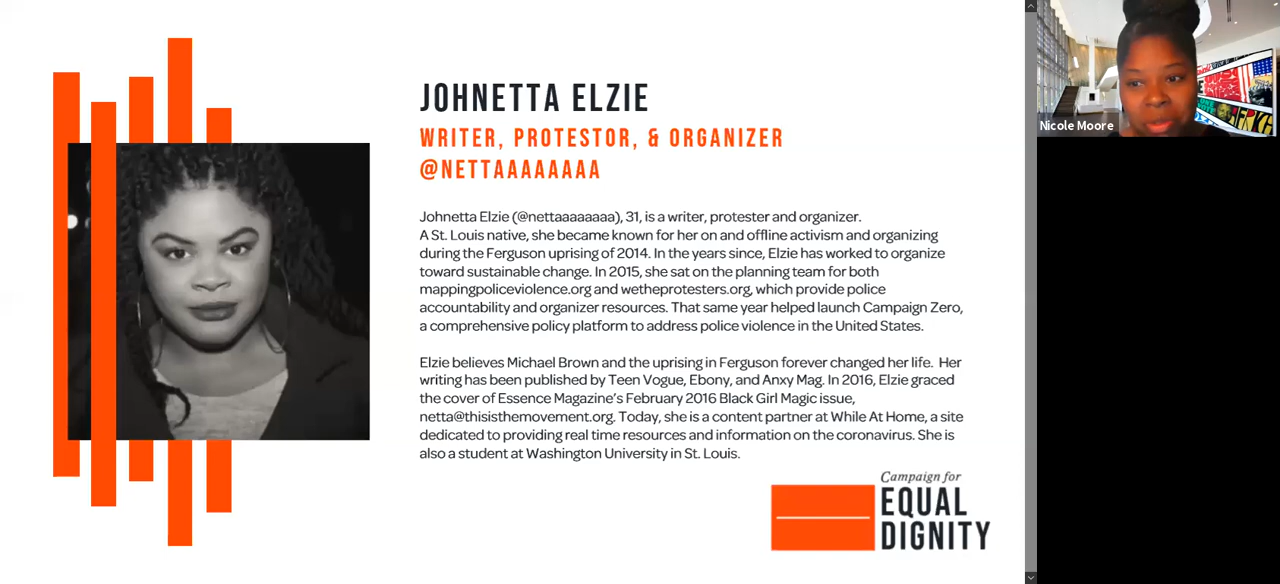 JOHNETTA ELZIE
WRITER, PROTESTOR, & ORGANIZER
@NETTAAAAAAAA
Johnetta Elzie (@nettaaaaaaaa), 31, is a writer, protester and organizer.
A St. Louis native, she became known for her on and offline activism and organizing
during the Ferguson uprising of 2014. In the years since, Elzie has worked to organize
toward sustainable change. In 2015, she sat on the planning team for both
mappingpoliceviolence.org and wetheprotesters.org, which provide police
accountability and organizer resources. That same year helped launch Campaign Zero,
a comprehensive policy platform to address police violence in the United States.
Elzie believes Michael Brown and the uprising in Ferguson forever changed her life. Her
writing has been published by Teen Vogue, Ebony, and Anxy Mag. In 2016, Elzie graced
the cover of Essence Magazine's February 2016 Black Girl Magic issue,
netta@thisisthemovement.org. Today, she is a content partner at While At Home, a site
dedicated to providing real time resources and information on the coronavirus. She is
also a student at Washington University in St. Louis.
Campaign for
EQUAL
DIGNITY
Nicole Moore